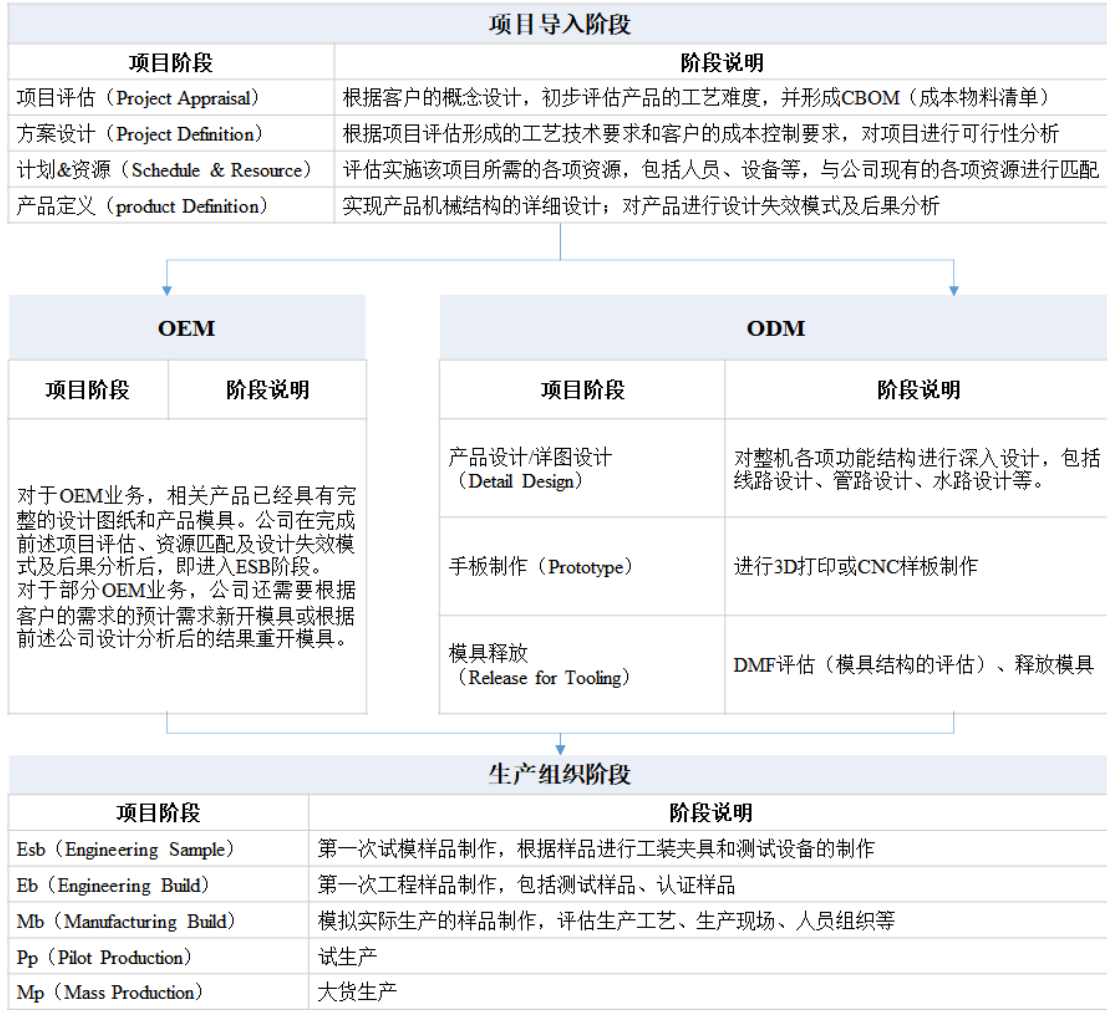 项目导入阶段
项目阶段 阶段说明
项目评估（Project Appraisal） 根据客户的概念设计，初步评估产品的工艺难度，并形成CBOM（成本物料清单）
方案设计（Project Definition） 根据项目评估形成的工艺技术要求和客户的成本控制要求，对项目进行可行性分析
计划&资源（Schedule & Resource） 评估实施该项目所需的各项资源，包括人员、设备等，与公司现有的各项资源进行匹配
产品定义（product Definition） 实现产品机械结构的详细设计；对产品进行设计失效模式及后果分析
OEM
项目阶段 阶段说明
对于OEM业务，相关产品已经具有完
整的设计图纸和产品模具。公司在完成
前述项目评估、资源匹配及设计失效模
式及后果分析后，即进入ESB阶段。
对于部分OEM业务，公司还需要根据
客户的需求的预计需求新开模具或根据
前述公司设计分析后的结果重开模具。
ODM
项目阶段 阶段说明
产品设计/详图设计
（Detail Design）
对整机各项功能结构进行深入设计，包括
线路设计、管路设计、水路设计等。
手板制作（Prototype） 进行3D打印或CNC样板制作
模具释放
（Release for Tooling）
DMF评估（模具结构的评估）、释放模具
生产组织阶段
项目阶段 阶段说明
Esb（Engineering Sample） 第一次试模样品制作，根据样品进行工装夹具和测试设备的制作
Eb（Engineering Build） 第一次工程样品制作，包括测试样品、认证样品
Mb（Manufacturing Build） 模拟实际生产的样品制作，评估生产工艺、生产现场、人员组织等
Pp（Pilot Production） 试生产
Mp（Mass Production） 大货生产